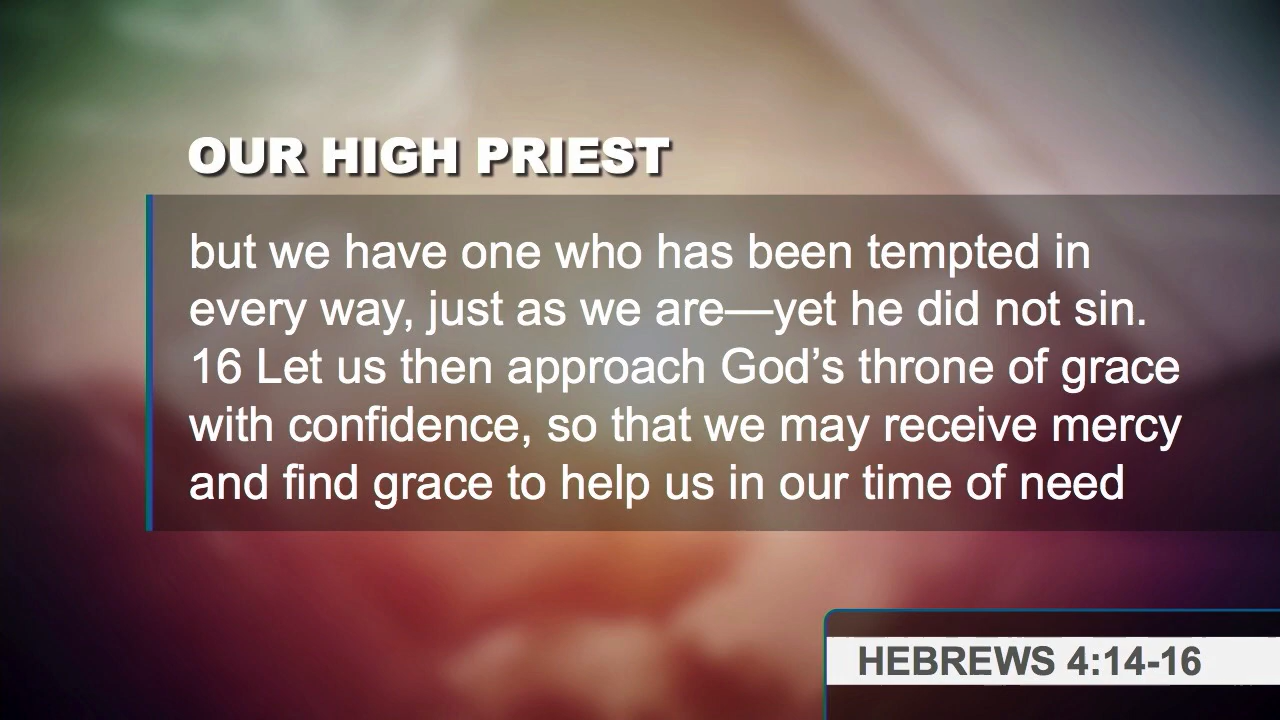 OUR HIGH PRIEST
but we have one who has been tempted in
every way, just as we are—yet he did not sin.
16 Let us then approach God’s throne of grace
with confidence, so that we may receive mercy
and find grace to help us in our time of need
HEBREWS 4:14-16